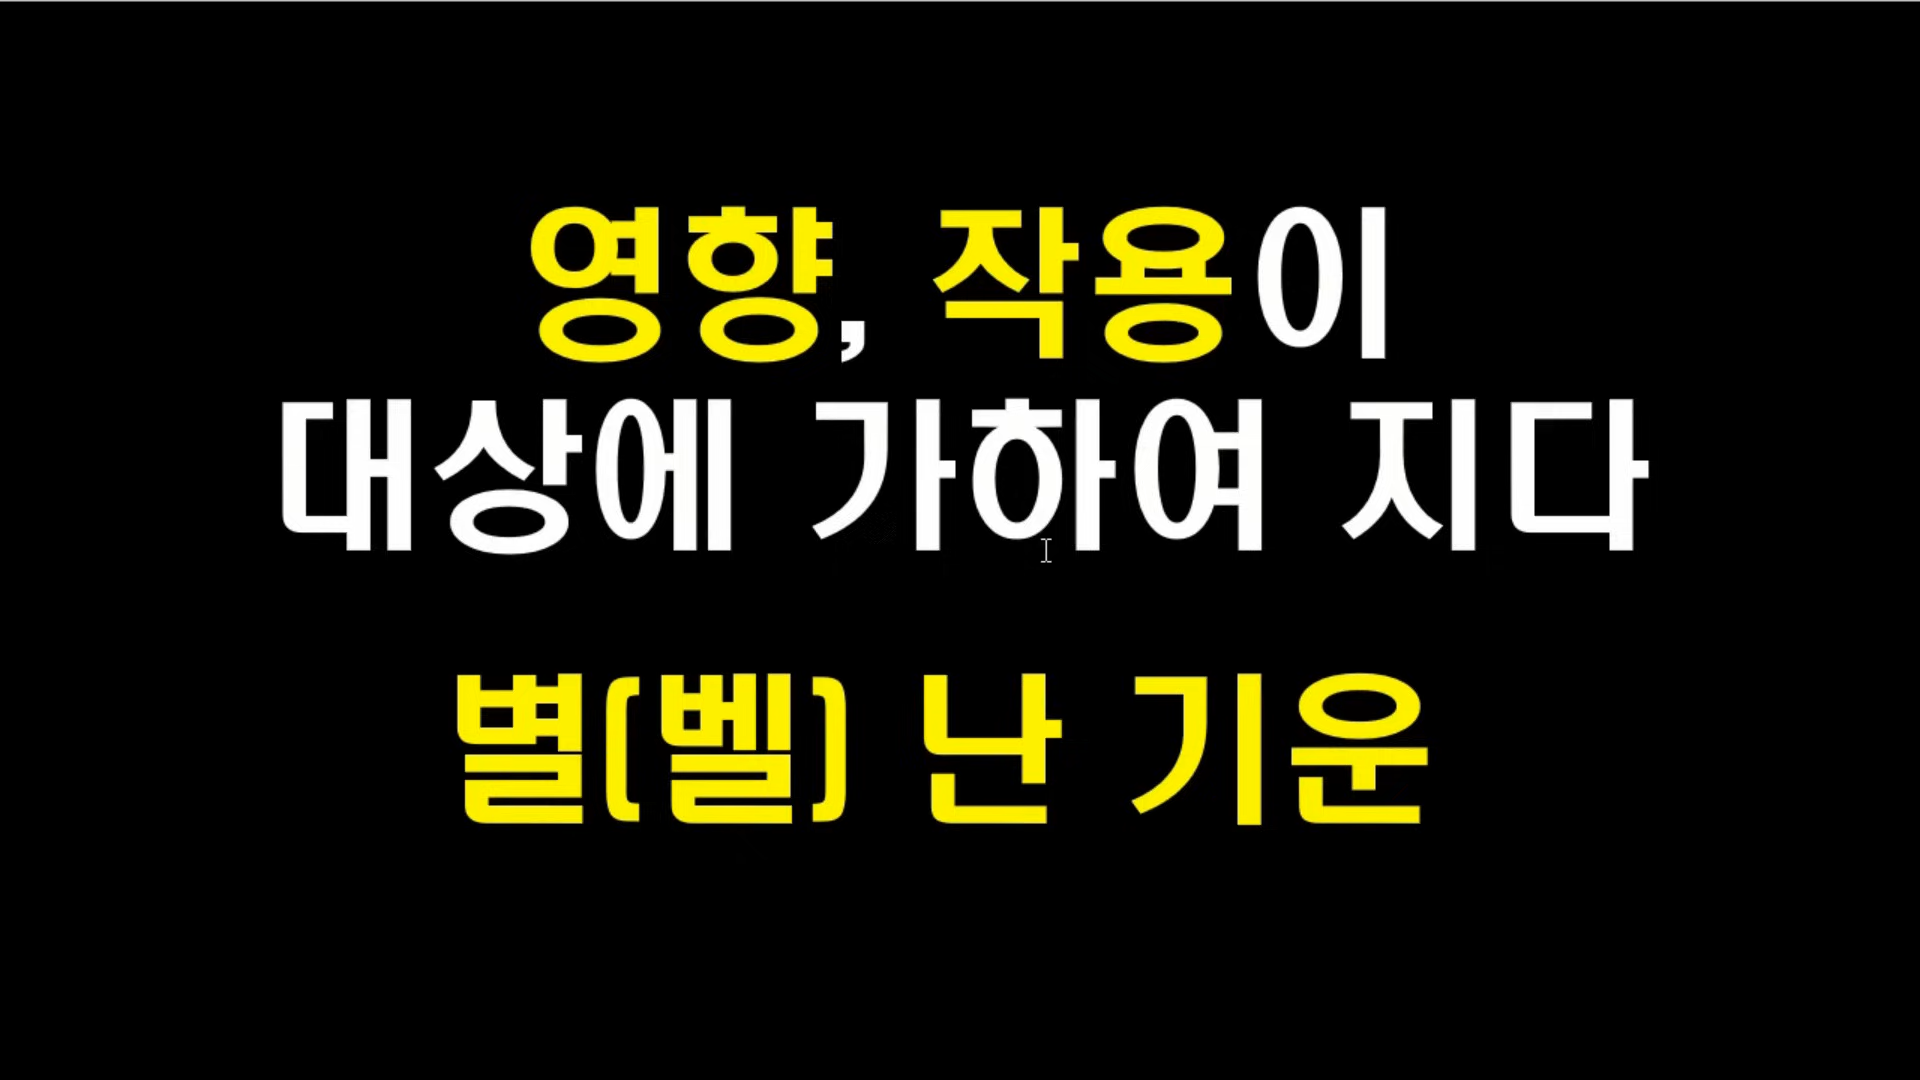 영향, 작용이
대상에 가하여 지다
별(벨) 난 기운